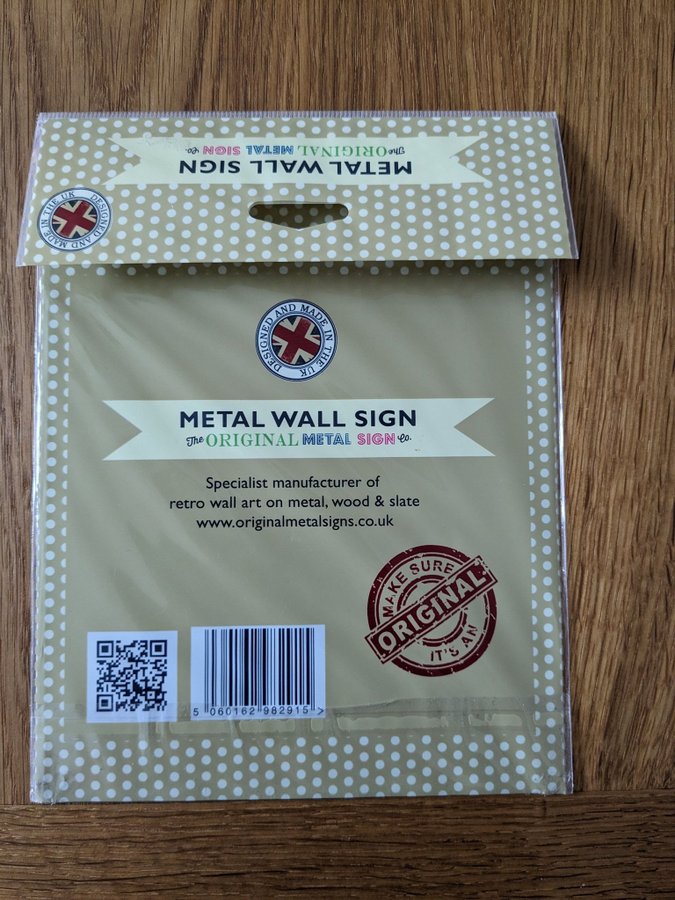 METAL WALL SIGN
The ORIGINAL METAL SIGN Co.
DESIGNED AND MADE IN THE UK
DESIGNED AND MADE IN THE UK
METAL WALL SIGN
The ORIGINAL METAL SIGN Co.
Specialist manufacturer of
retro wall art on metal, wood & slate
www.originalmetalsigns.co.uk
MAKE SURE
ORIGINAL
IT'S AN
5 060162 982915 >